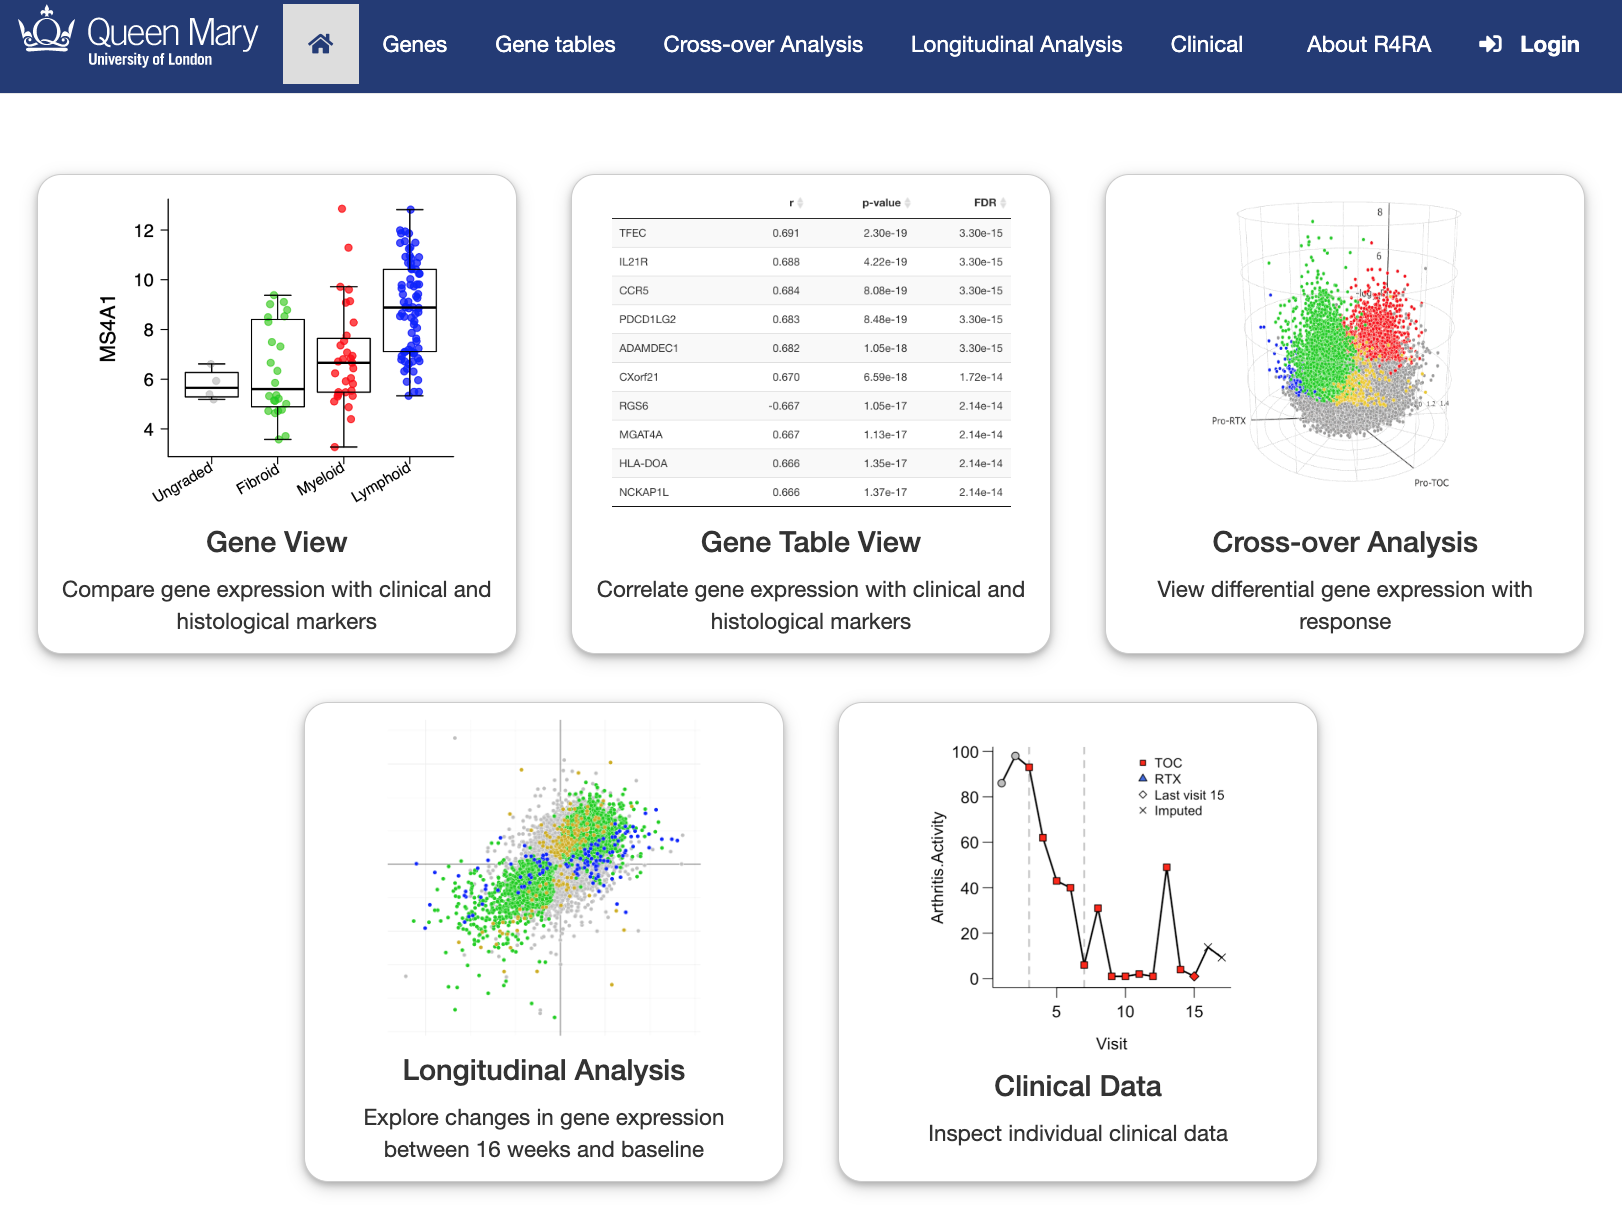 Queen Mary
University of London
Genes
Gene tables
Cross-over Analysis
Longitudinal Analysis
Clinical
About R4RA
Login
MS4A1
12
10
8
6
4
Ungraded
Fibroid
Myeloid
Lymphoid
Gene View
Compare gene expression with clinical and
histological markers
r p-value FDR
TFEC 0.691 2.30e-19 3.30e-15
IL21R 0.688 4.22e-19 3.30e-15
CCR5 0.684 8.08e-19 3.30e-15
PDCD1LG2 0.683 8.48e-19 3.30e-15
ADAMDEC1 0.682 1.05e-18 3.30e-15
CXorf21 0.670 6.59e-18 1.72e-14
RGS6 -0.667 1.05e-17 2.14e-14
MGAT4A 0.667 1.13e-17 2.14e-14
HLA-DOA 0.666 1.35e-17 2.14e-14
NCKAP1L 0.666 1.37e-17 2.14e-14
Gene Table View
Correlate gene expression with clinical and
histological markers
8
6
1.2 1.4
Pro-RTX
Pro-TOC
Cross-over Analysis
View differential gene expression with
response
Longitudinal Analysis
Explore changes in gene expression
between 16 weeks and baseline
Arthritis.Activity
100
80
60
40
20
0
TOC
RTX
Last visit 15
Imputed
5 10 15
Visit
Clinical Data
Inspect individual clinical data